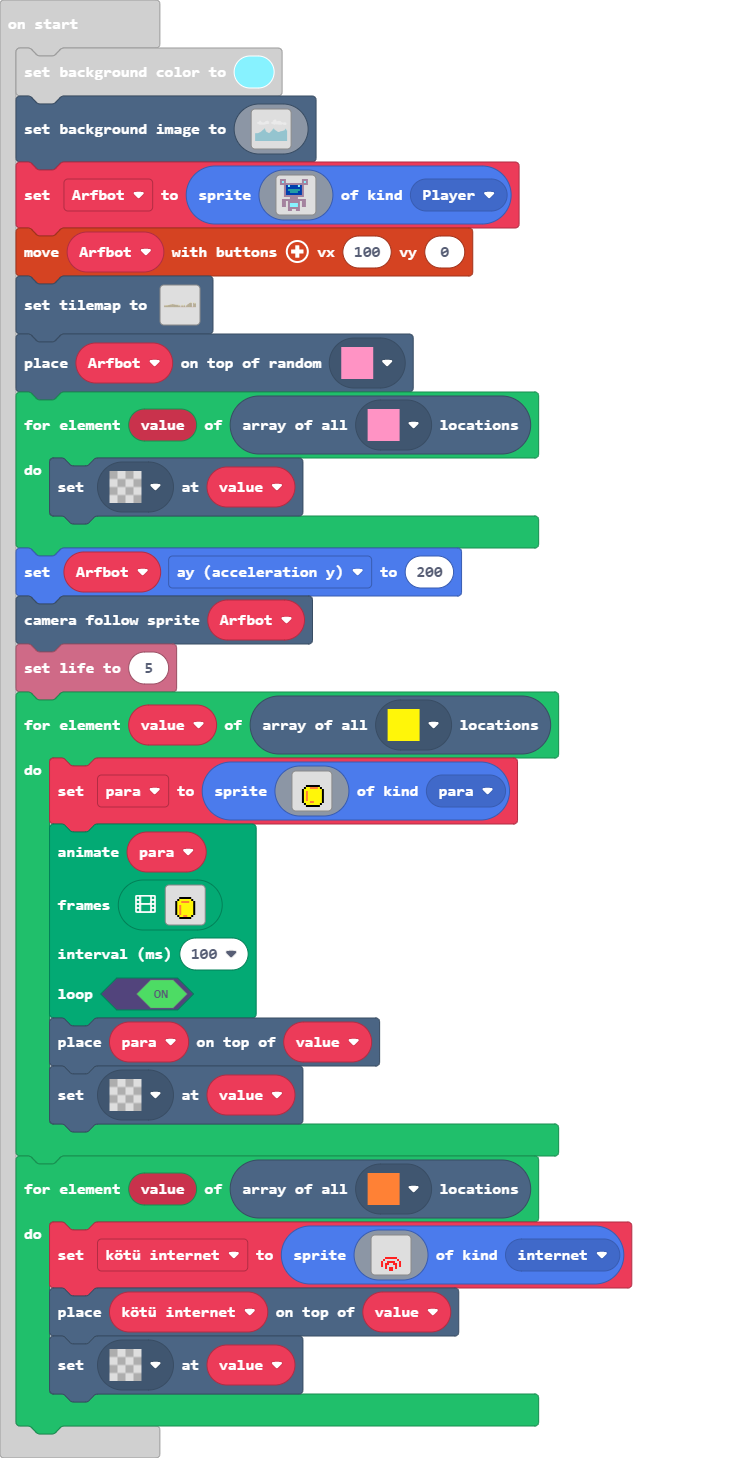 on start
set background color to
set background image to
set Arfbot to sprite of kind Player
move Arfbot with buttons vx 100 vy 0
set tilemap to
place Arfbot on top of random
for element value of array of all locations
do
set at value
set Arfbot ay (acceleration y) to 200
camera follow sprite Arfbot
set life to 5
for element value of array of all locations
do
set para to sprite of kind para
animate para
frames
interval (ms) 100
loop ON
place para on top of value
set at value
for element value of array of all locations
do
set kötü internet to sprite of kind internet
place kötü internet on top of value
set at value